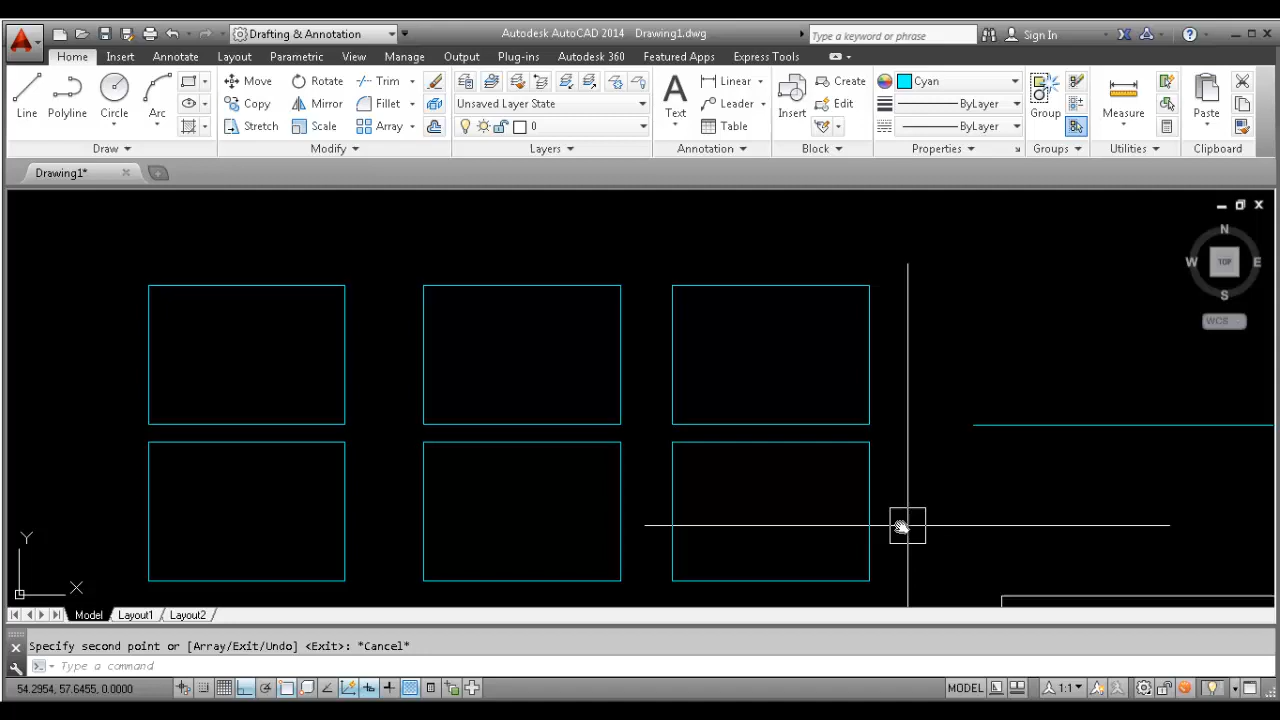 Drafting & Annotation
Autodesk AutoCAD 2014 Drawing1.dwg
Type a keyword or phrase
Sign In
Home Insert Annotate Layout Parametric View Manage Output Plug-ins Autodesk 360 Featured Apps Express Tools
Line
Polyline
Circle
Arc
Draw
Move
Rotate
Trim
Copy
Mirror
Fillet
Stretch
Scale
Array
Modify
Unsaved Layer State
0
Layers
Text
Linear
Leader
Table
Annotation
Insert
Create
Edit
Block
Cyan
ByLayer
ByLayer
Properties
Group
Groups
Measure
Utilities
Paste
Clipboard
Drawing1*
N
W TOP E
S
WCS
Y
X
Model Layout1 Layout2
Specify second point or [Array/Exit/Undo] <Exit>: *Cancel*
Type a command
54.2954, 57.6455, 0.0000
MODEL
1:1